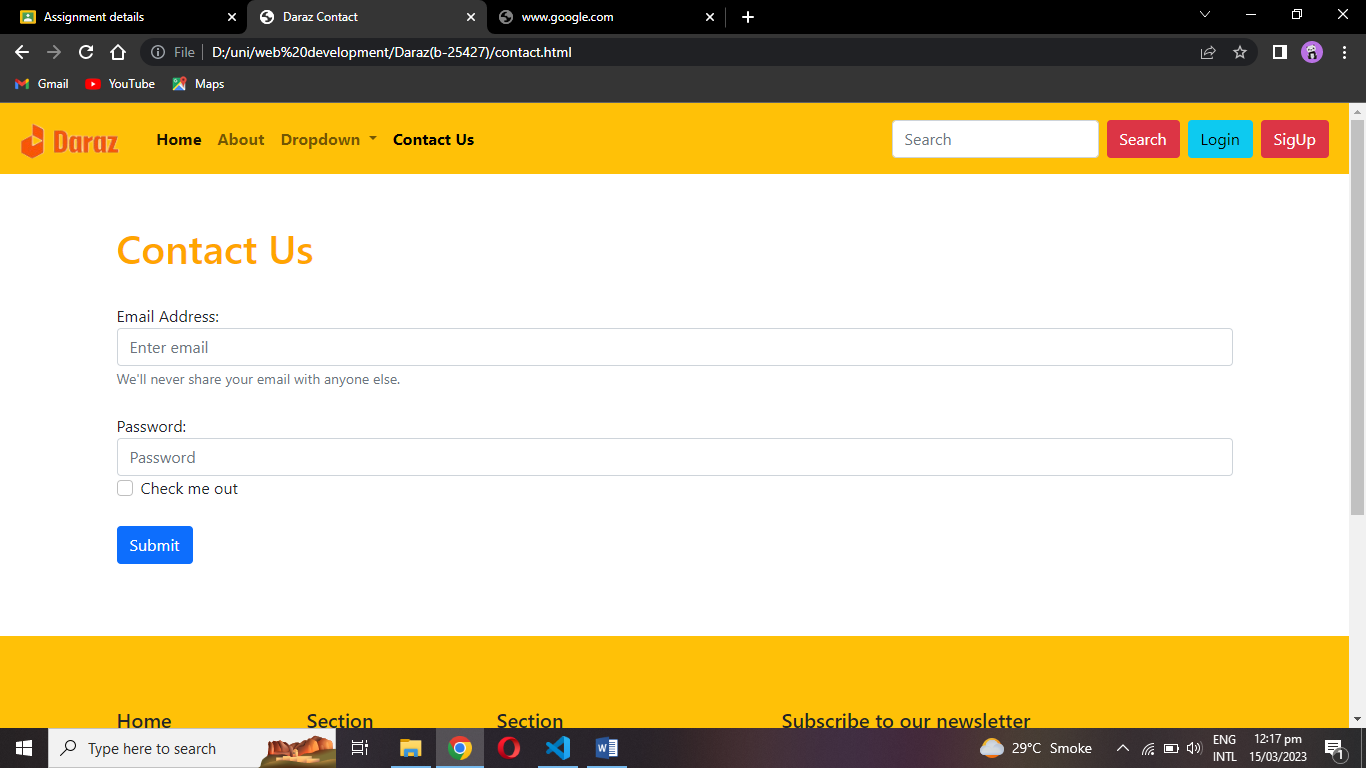 Assignment details
Daraz Contact
www.google.com
File D:/uni/web%20development/Daraz(b-25427)/contact.html
Gmail YouTube Maps
Daraz Home About Dropdown Contact Us Search Search Login SigUp
Contact Us
Email Address:
Enter email
We'll never share your email with anyone else.
Password:
Password
Check me out
Submit
Home Section Section Subscribe to our newsletter
Type here to search
29°C Smoke
ENG
INTL
12:17 pm
15/03/2023
1